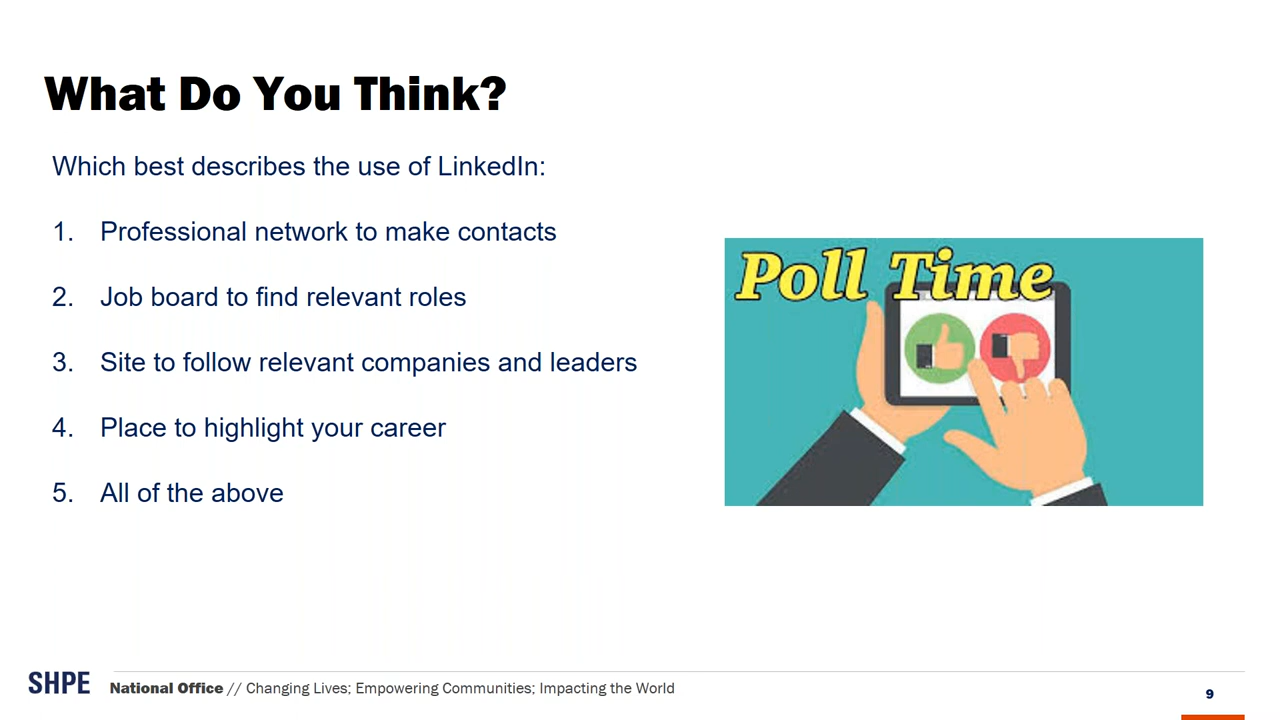 What Do You Think?
Which best describes the use of LinkedIn:
1. Professional network to make contacts
2. Job board to find relevant roles
3. Site to follow relevant companies and leaders
4. Place to highlight your career
5. All of the above
Poll Time
SHPE National Office // Changing Lives; Empowering Communities; Impacting the World
9